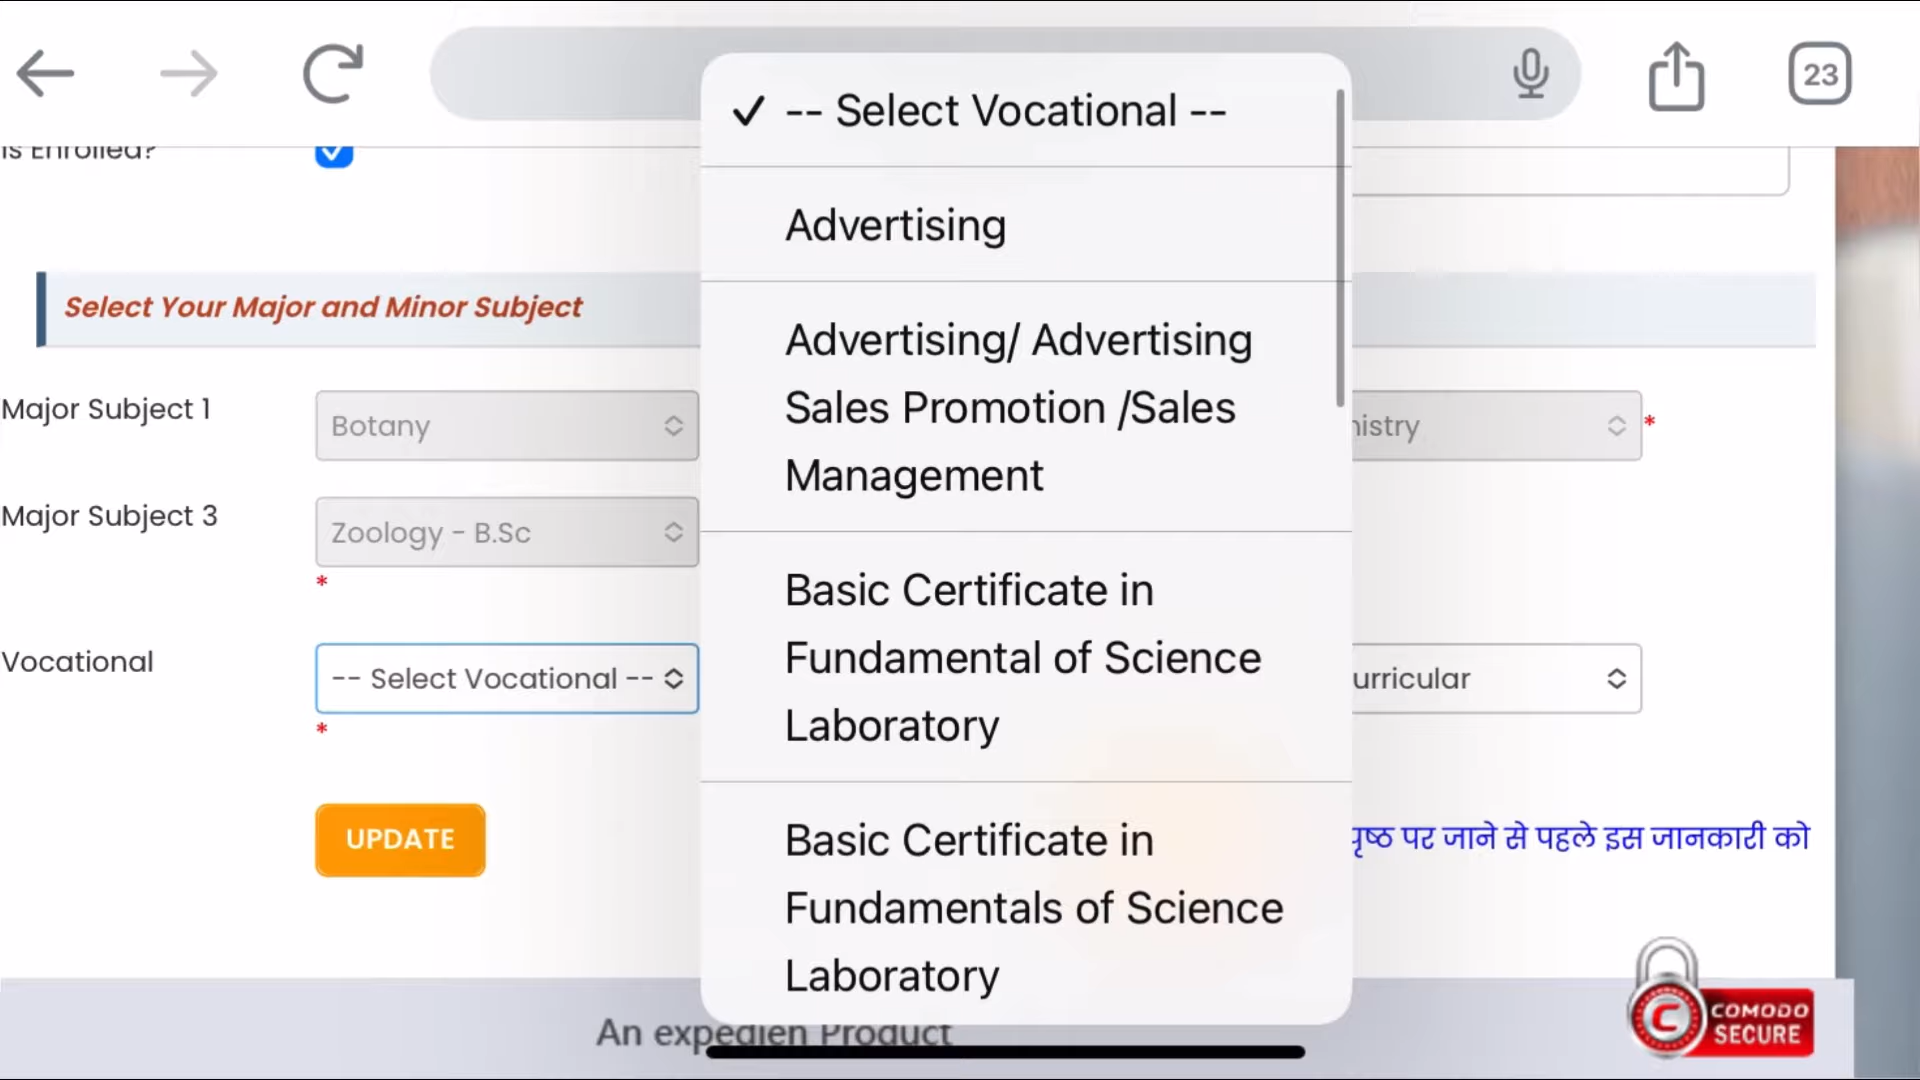 23
✓ -- Select Vocational --
Is Enrolled?
Advertising
Select Your Major and Minor Subject
Advertising/ Advertising
Sales Promotion /Sales
Management
Major Subject 1
Botany
*
Major Subject 3
Zoology - B.Sc
*
Basic Certificate in
Fundamental of Science
Laboratory
Vocational
-- Select Vocational --
*
UPDATE
Basic Certificate in
Fundamentals of Science
Laboratory
पृष्ठ पर जाने से पहले इस जानकारी को
An expedien Product
COMODO
SECURE